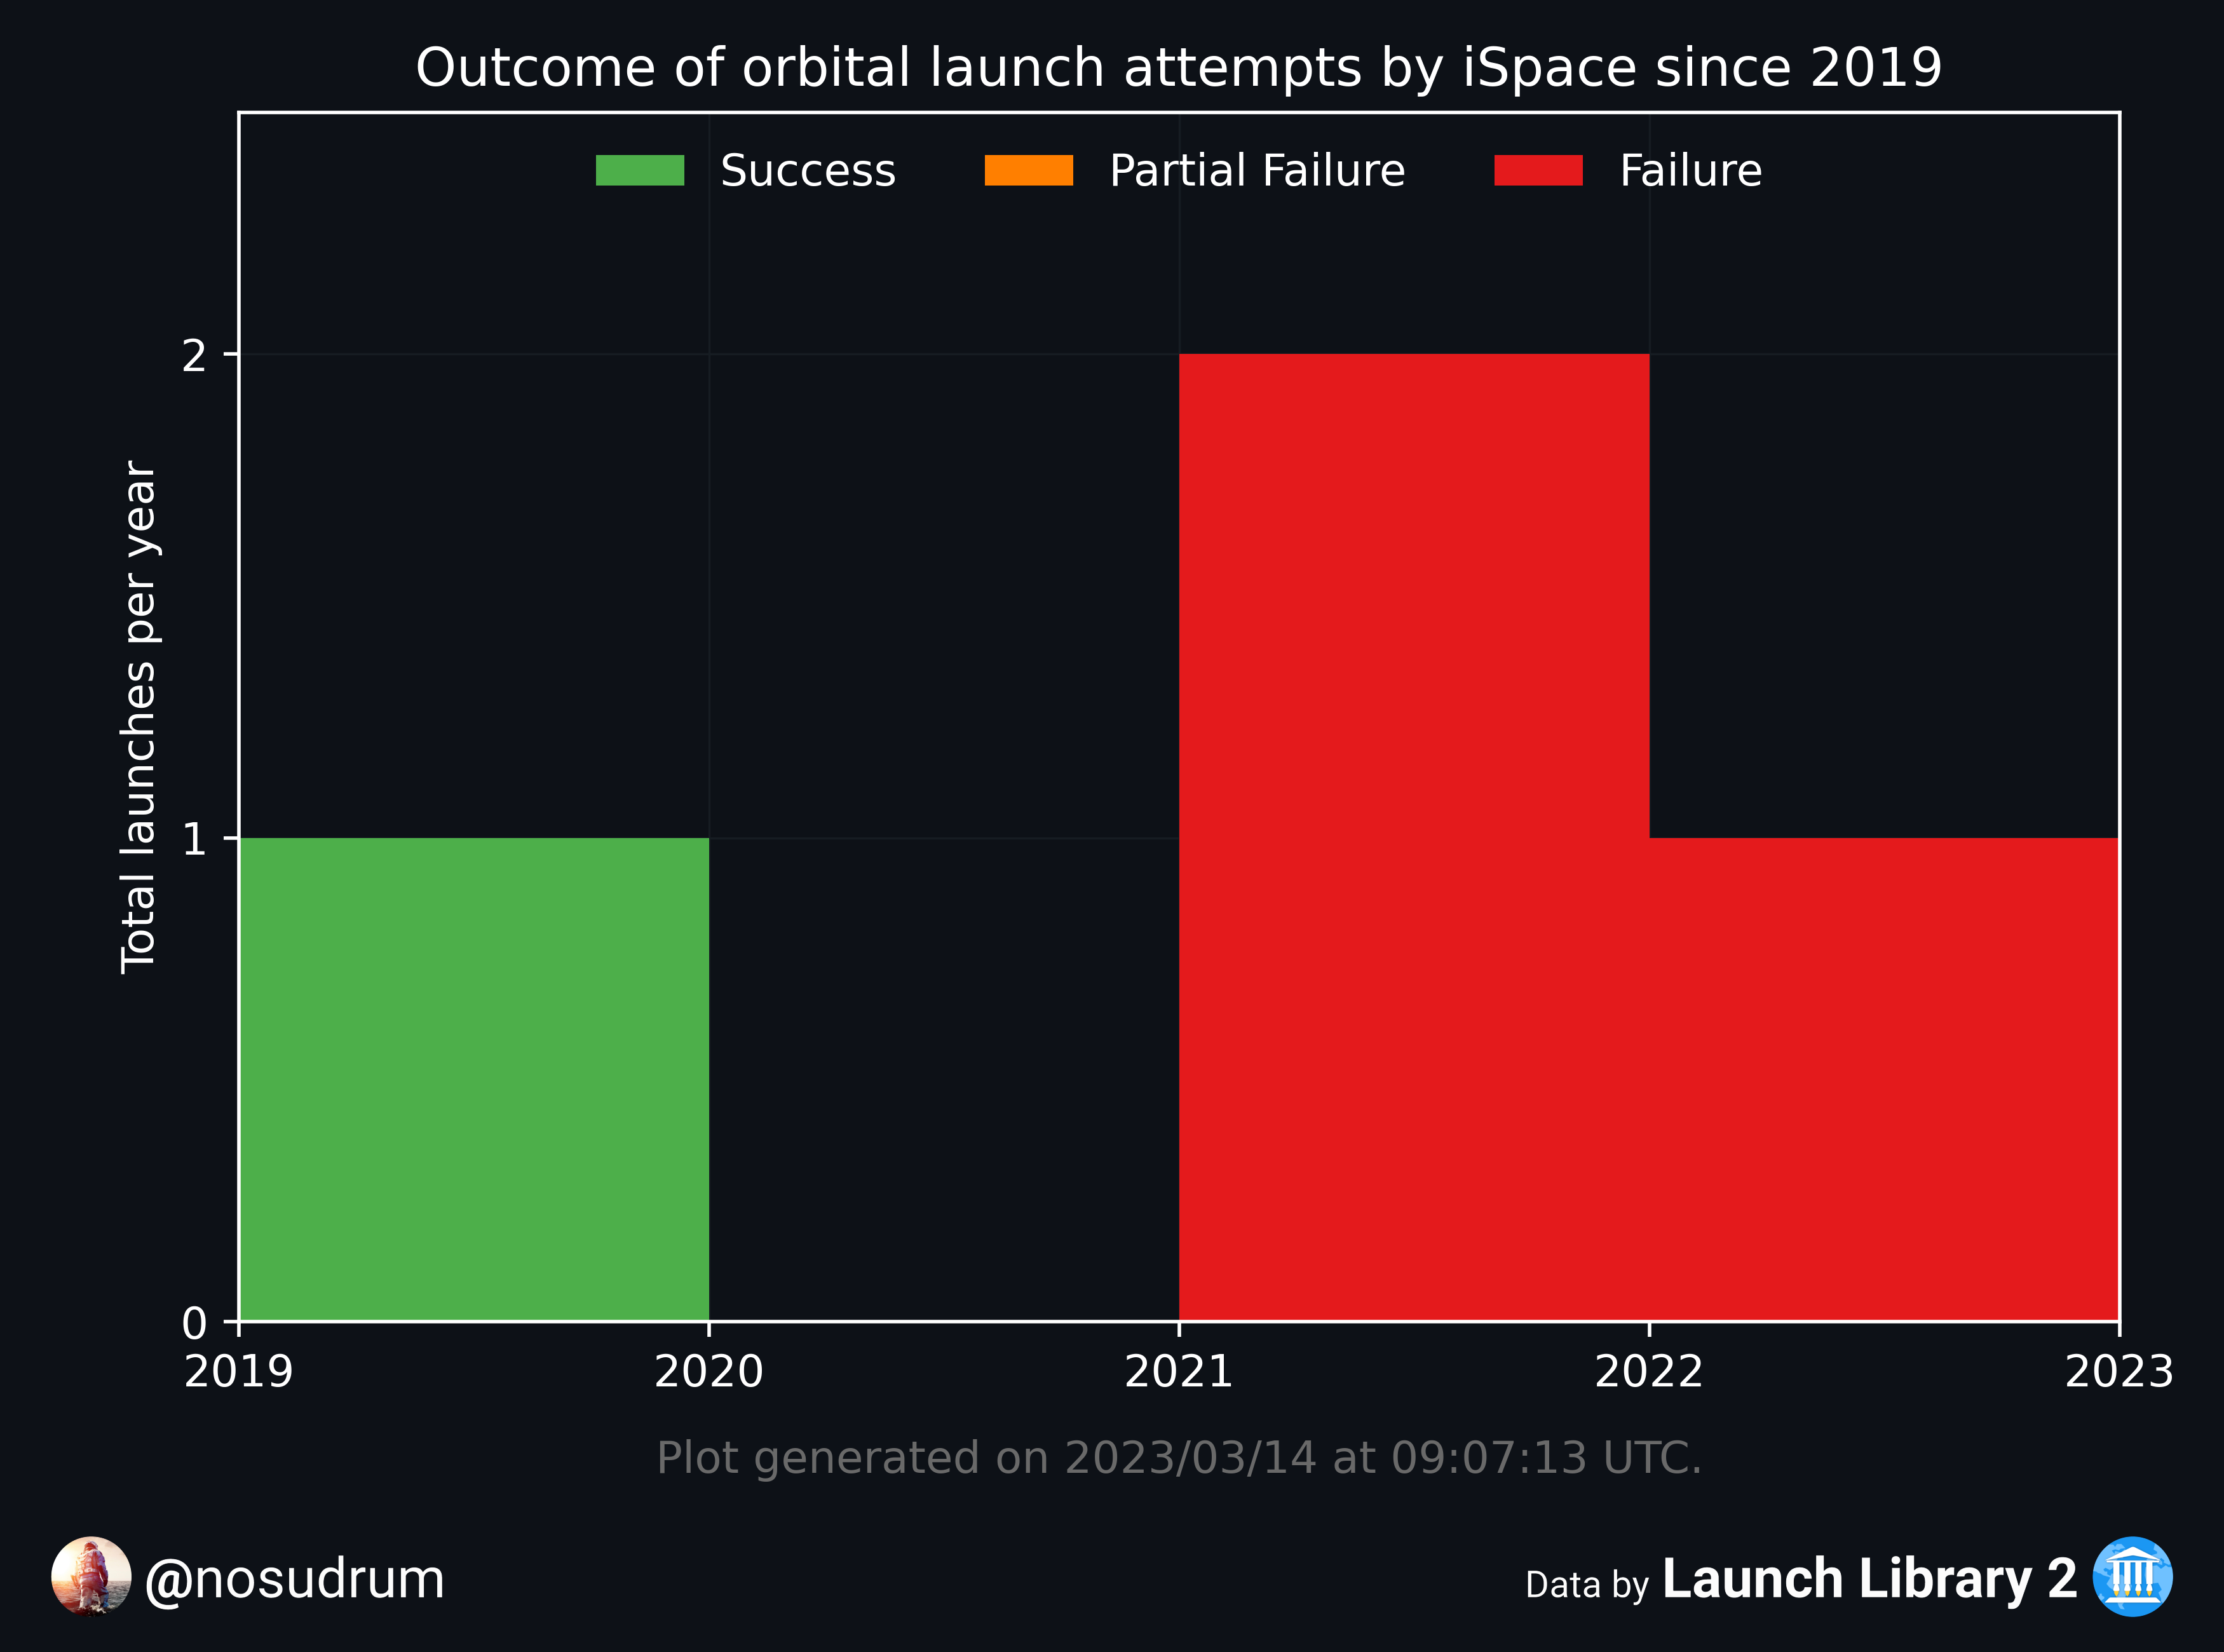 Outcome of orbital launch attempts by iSpace since 2019
Success Partial Failure Failure
Total launches per year
2
1
0
2019 2020 2021 2022 2023
Plot generated on 2023/03/14 at 09:07:13 UTC.
@nosudrum
Data by Launch Library 2